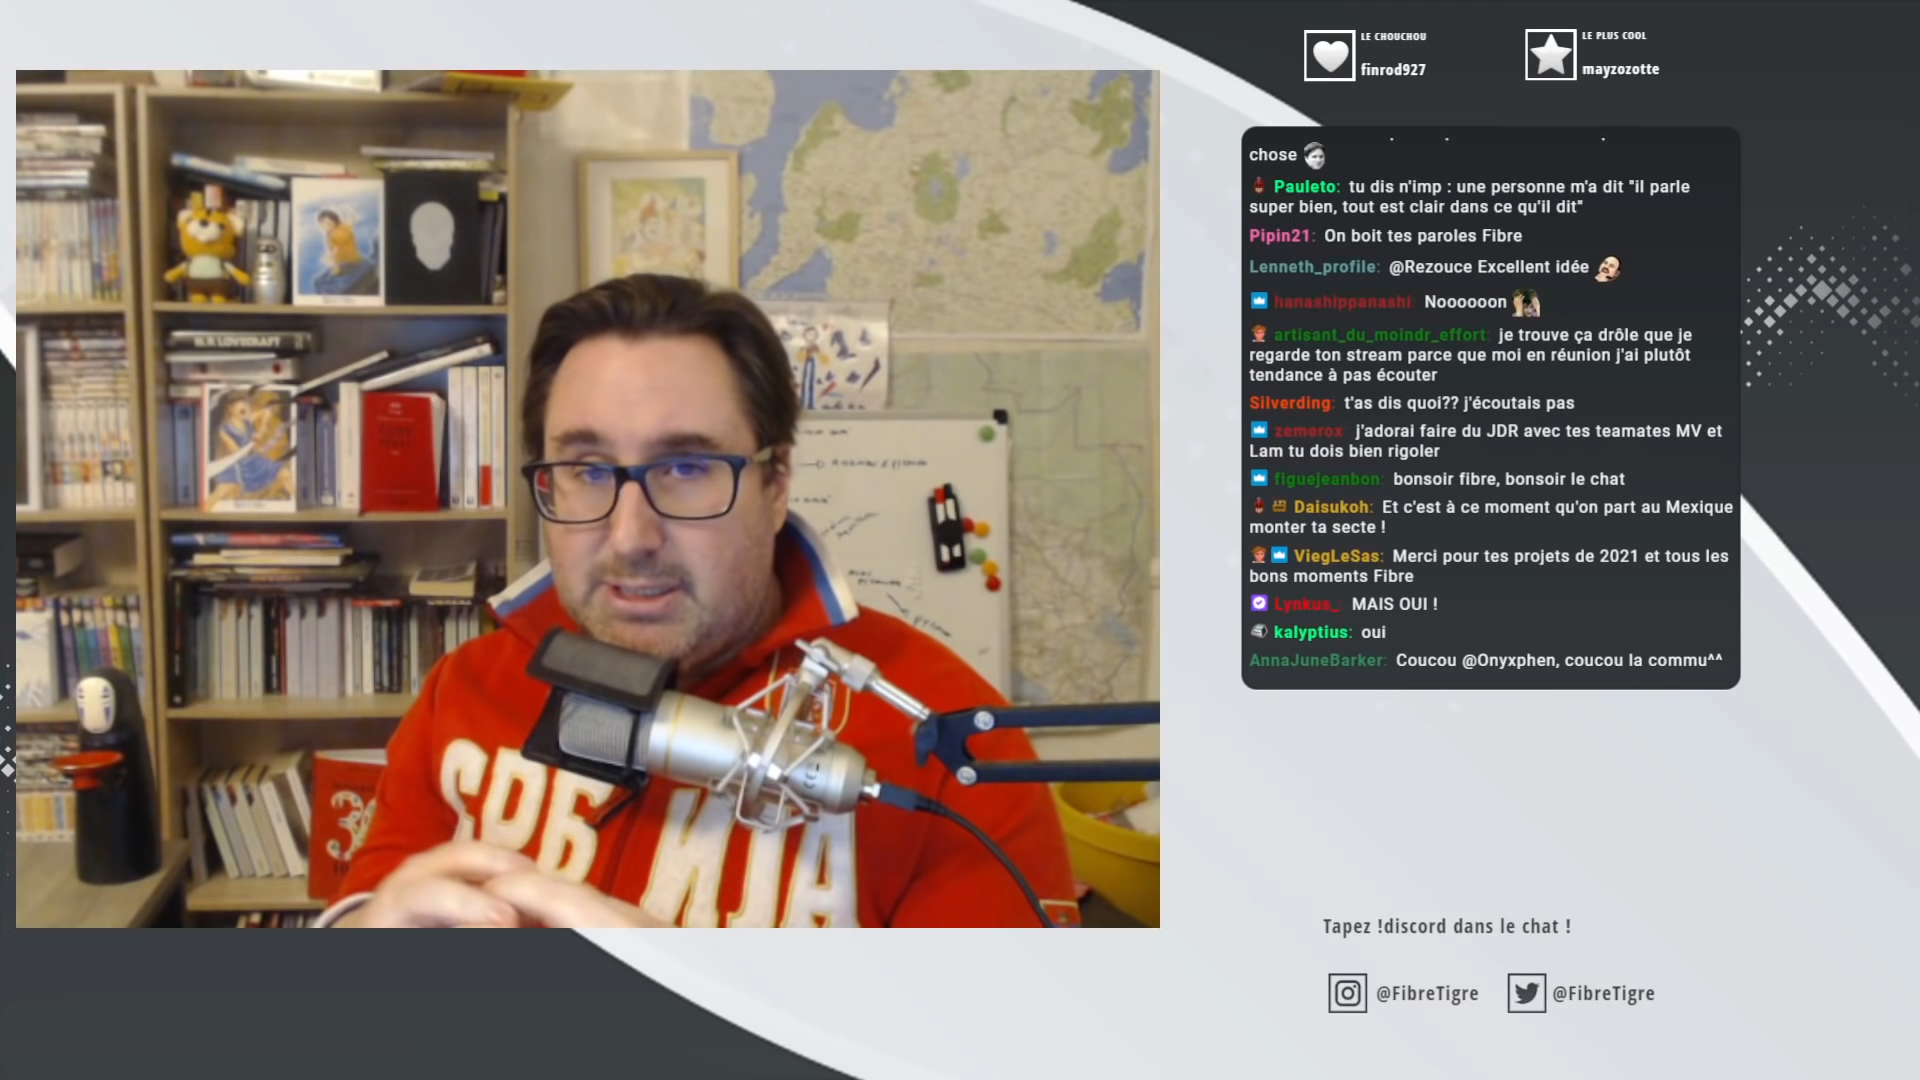 LE CHOUCHOU
finrod927
LE PLUS COOL
mayzozotte
chose
Pauleto: tu dis n'imp : une personne m'a dit "il parle
super bien, tout est clair dans ce qu'il dit"
Pipin21: On boit tes paroles Fibre
Lenneth_profile: @Rezouce Excellent idée
hanashippanashi: Noooooon
artisant_du_moindr_effort: je trouve ça drôle que je
regarde ton stream parce que moi en réunion j'ai plutôt
tendance à pas écouter
Silverding: t'as dis quoi?? j'écoutais pas
zemerox: j'adorai faire du JDR avec tes teamates MV et
Lam tu dois bien rigoler
figuejeanbon: bonsoir fibre, bonsoir le chat
Daisukoh: Et c'est à ce moment qu'on part au Mexique
monter ta secte !
ViegLeSas: Merci pour tes projets de 2021 et tous les
bons moments Fibre
Lynkus_: MAIS OUI !
kalyptius: oui
AnnaJuneBarker: Coucou @Onyxphen, coucou la commu^^
H.P. LOVECRAFT
СРБИЈА
Tapez !discord dans le chat !
@FibreTigre
@FibreTigre